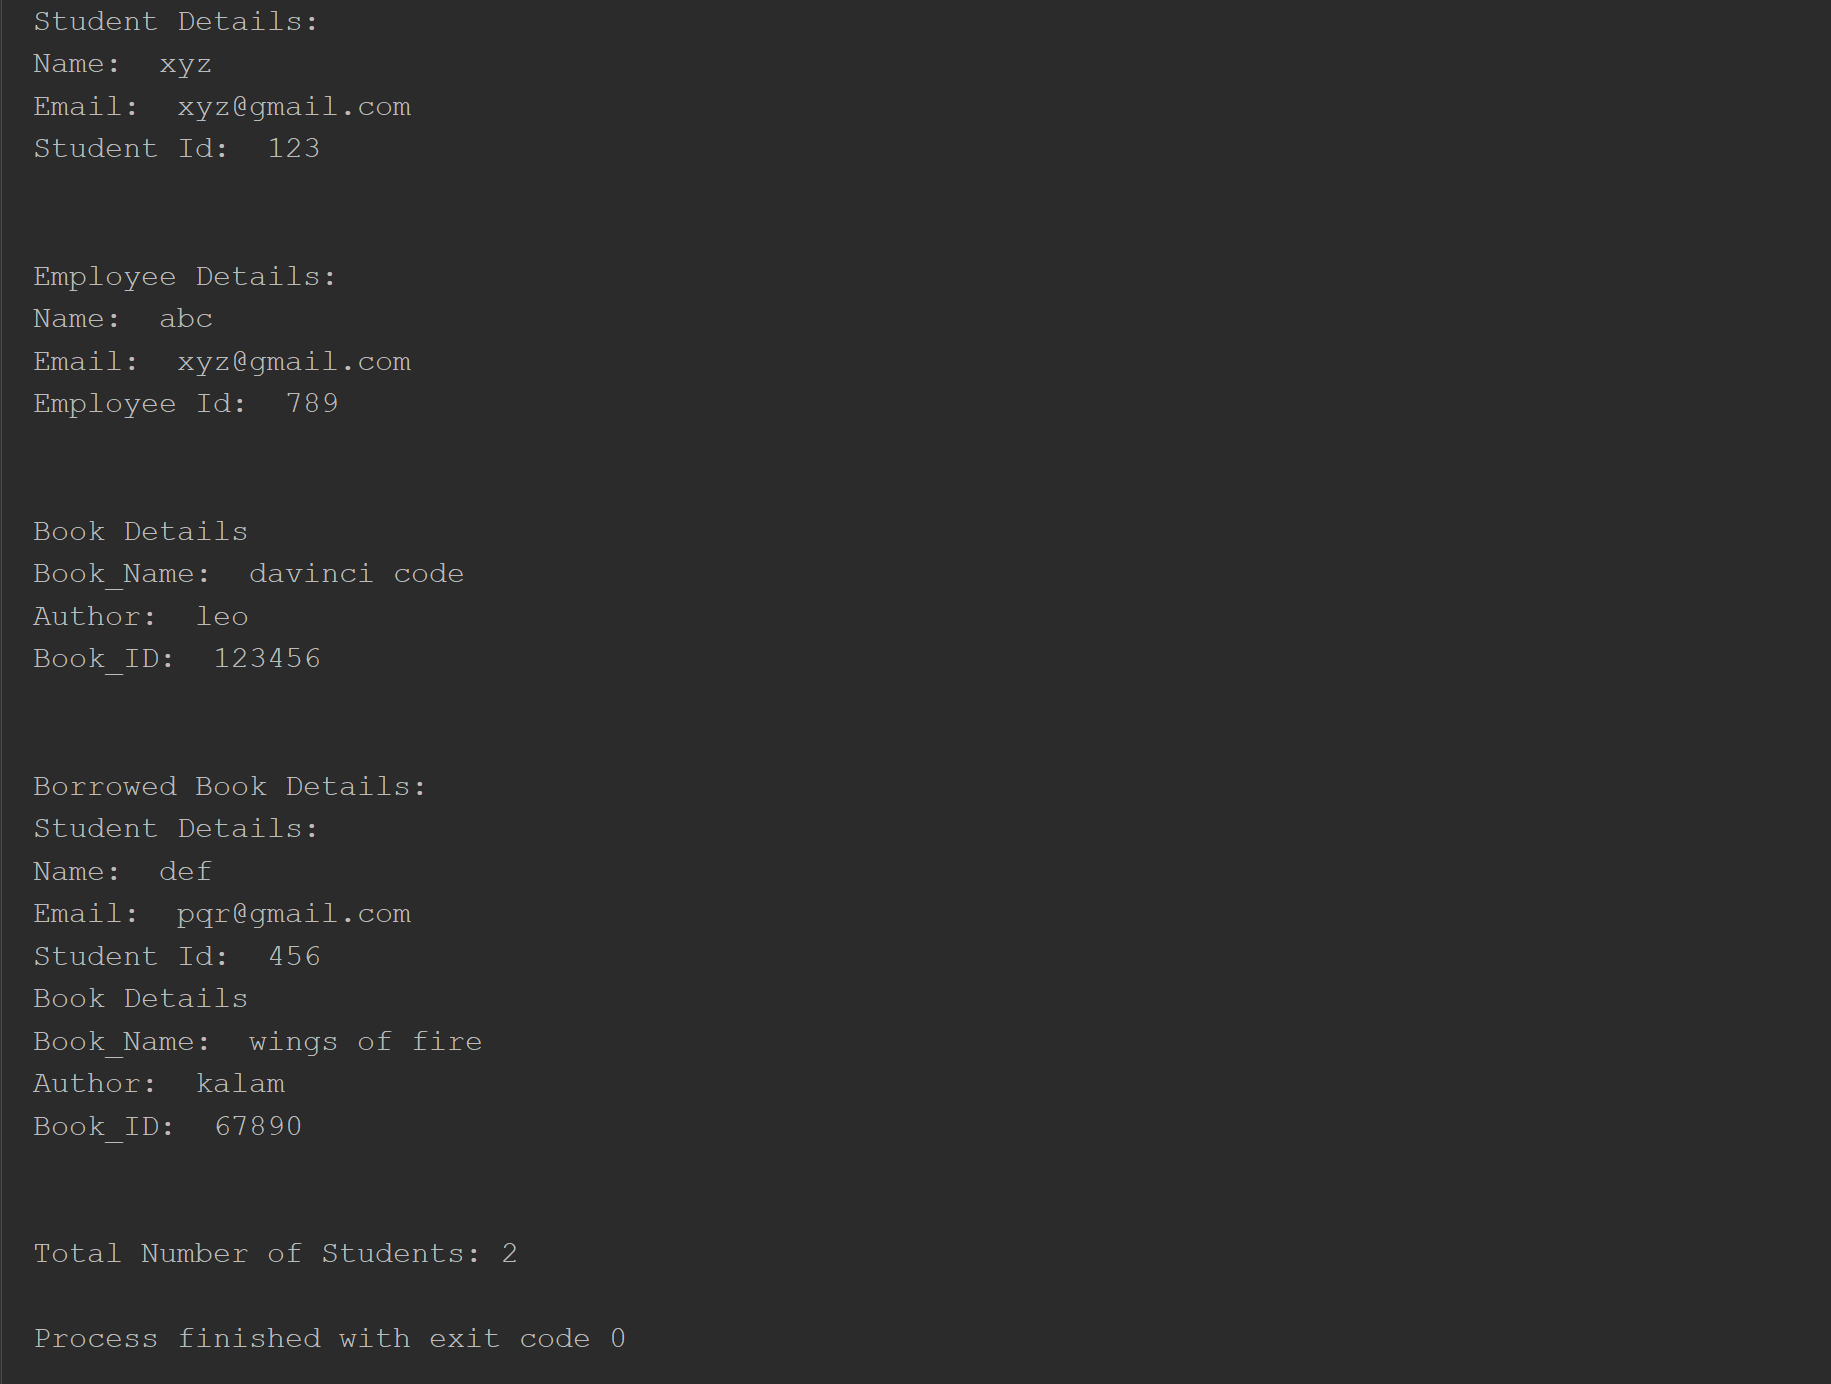 Student Details:
Name:  xyz
Email:  xyz@gmail.com
Student Id:  123
Employee Details:
Name:  abc
Email:  xyz@gmail.com
Employee Id:  789
Book Details
Book_Name:  davinci code
Author:  leo
Book_ID:  123456
Borrowed Book Details:
Student Details:
Name:  def
Email:  pqr@gmail.com
Student Id:  456
Book Details
Book_Name:  wings of fire
Author:  kalam
Book_ID:  67890
Total Number of Students: 2
Process finished with exit code 0